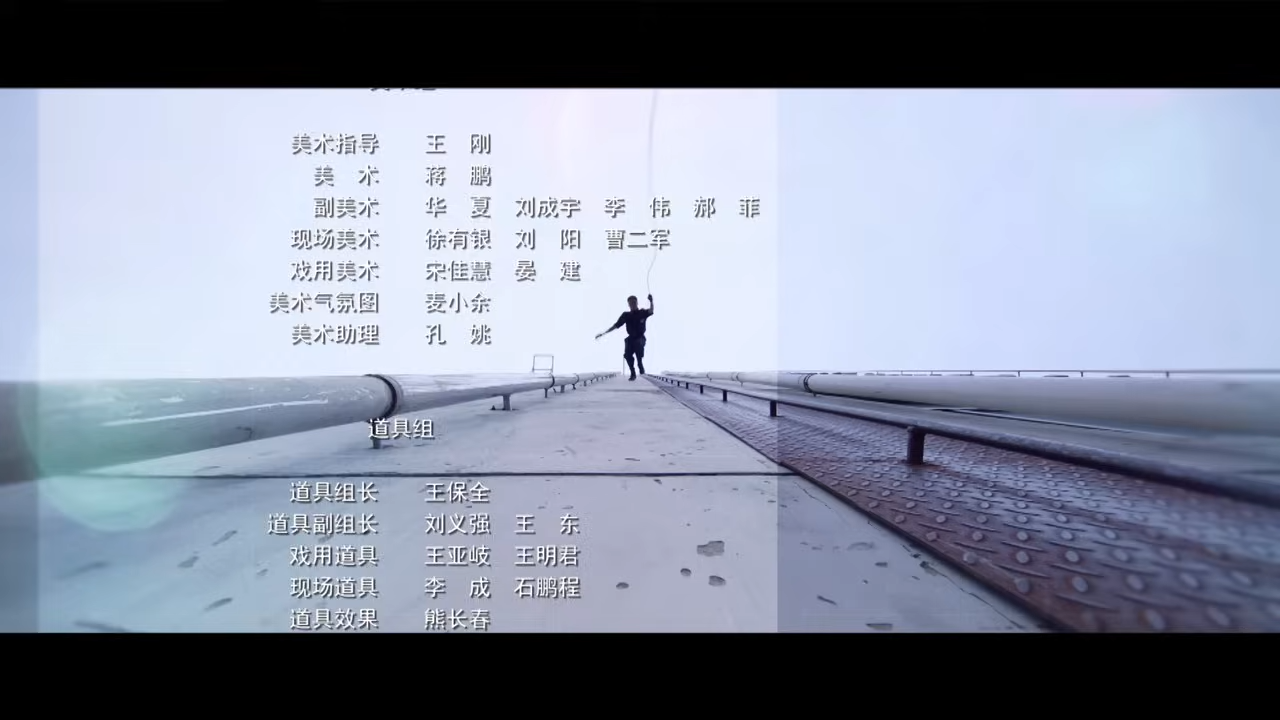 美术指导 王 刚
美 术 蒋 鹏
副美术 华 夏 刘成宇 李 伟 郝 菲
现场美术 徐有银 刘 阳 曹二军
戏用美术 宋佳慧 晏 建
美术气氛图 麦小余
美术助理 孔 姚
道具组
道具组长 王保全
道具副组长 刘义强 王 东
戏用道具 王亚岐 王明君
现场道具 李 成 石鹏程
道具效果 熊长春